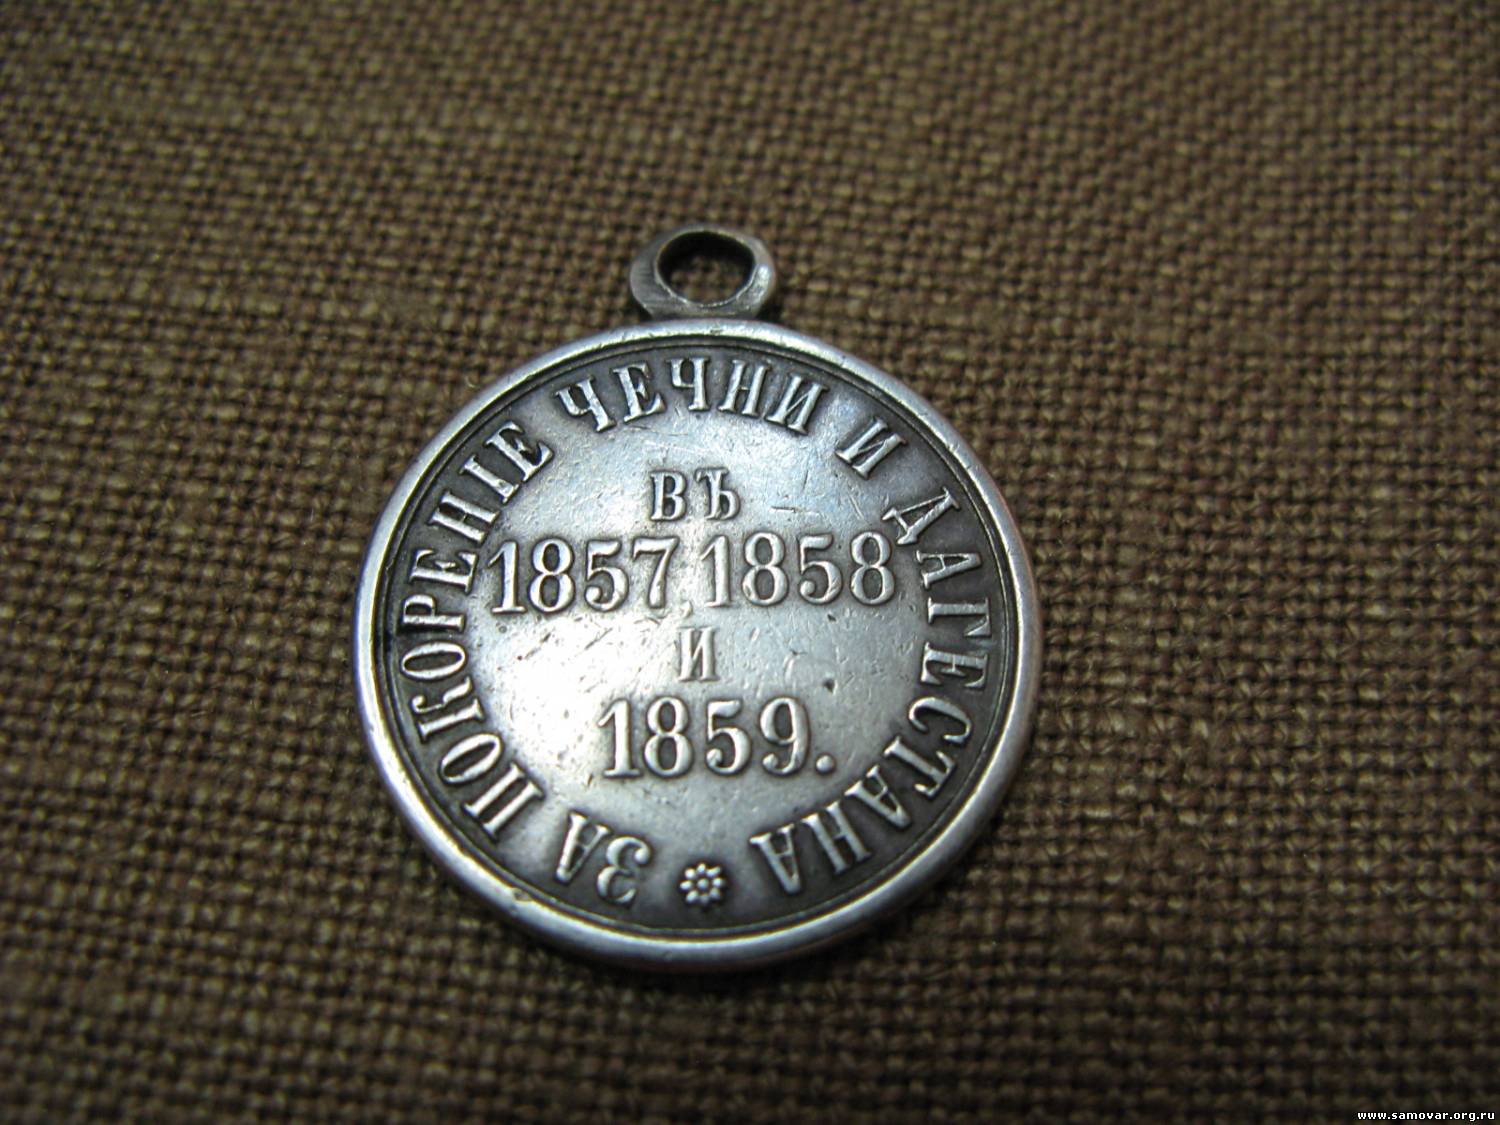 ЗА ПОКОРЕНІЕ ЧЕЧНИ И ДАГЕСТАНА
ВЪ
1857, 1858
И
1859.
www.samovar.org.ru